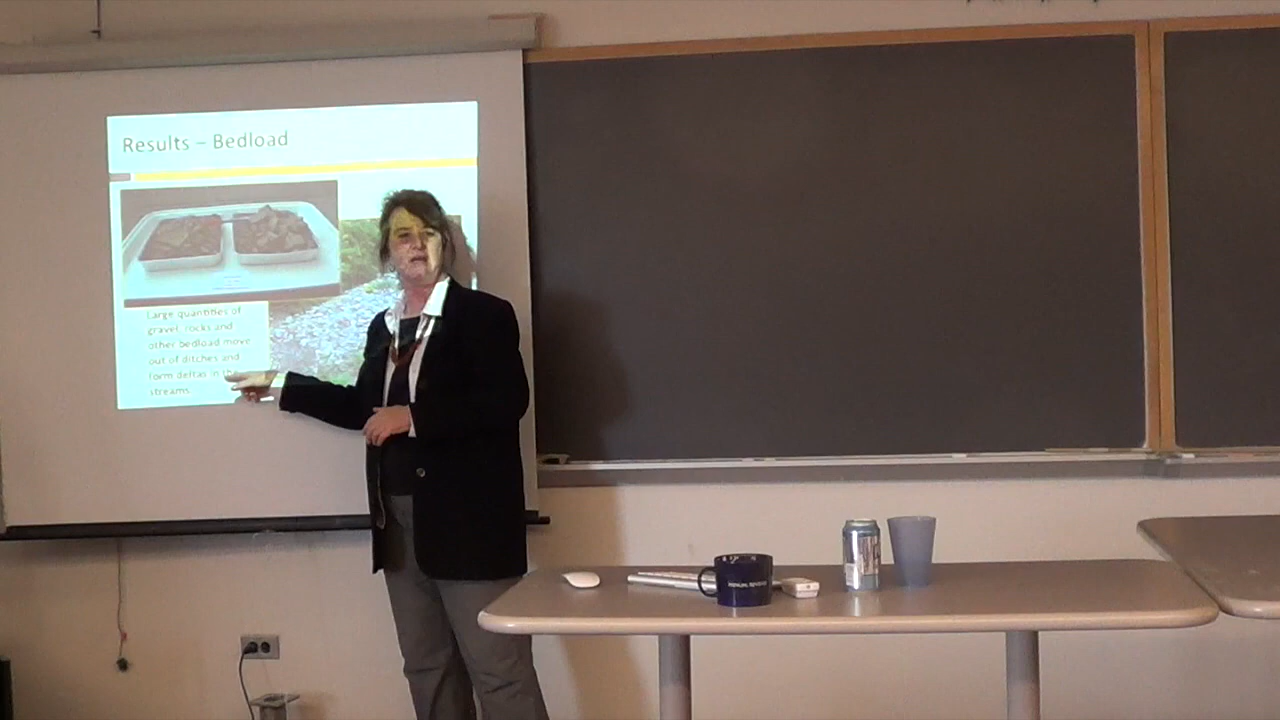 Results – Bedload
Large quantities of
gravel, rocks and
other bedload move
out of ditches and
form deltas in the
streams